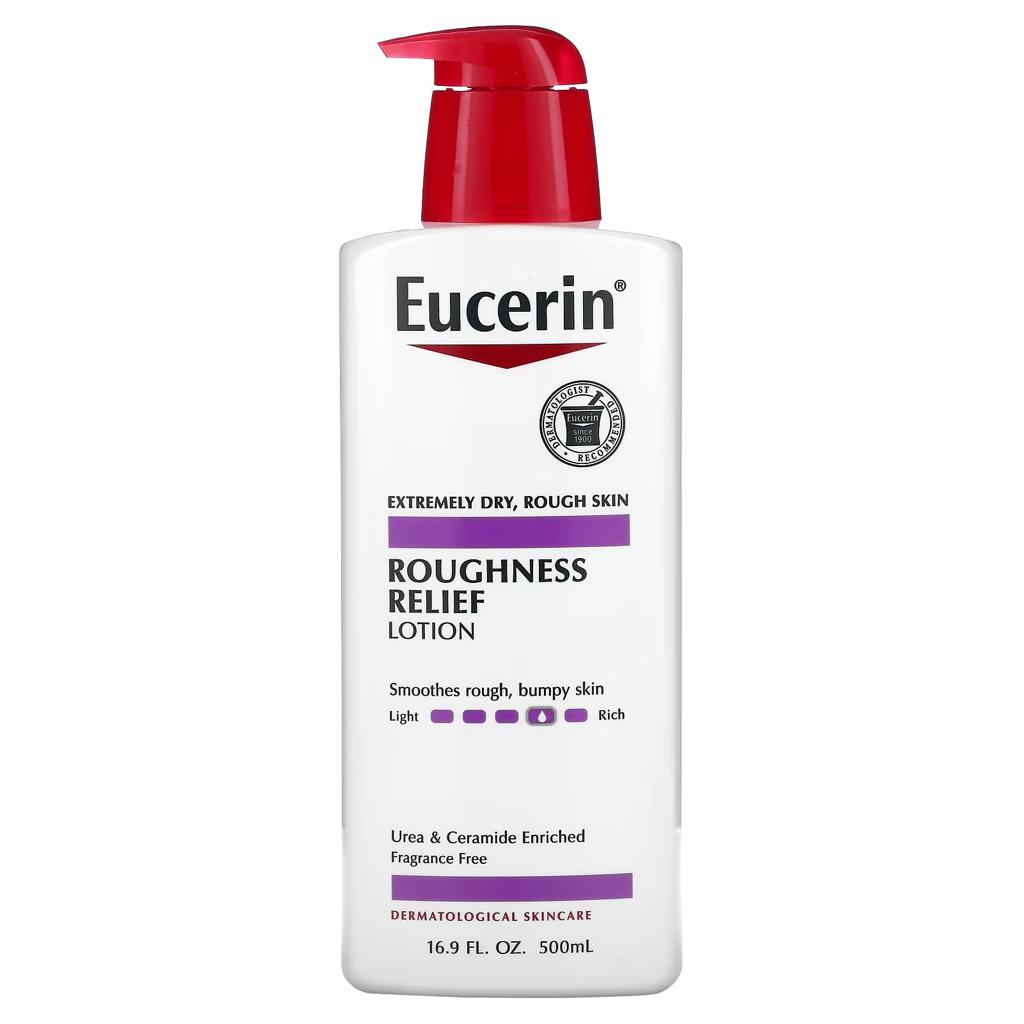 Eucerin®
DERMATOLOGIST RECOMMENDED
Eucerin
since
1900
EXTREMELY DRY, ROUGH SKIN
ROUGHNESS
RELIEF
LOTION
Smoothes rough, bumpy skin
Light Rich
Urea & Ceramide Enriched
Fragrance Free
DERMATOLOGICAL SKINCARE
16.9 FL. OZ. 500mL